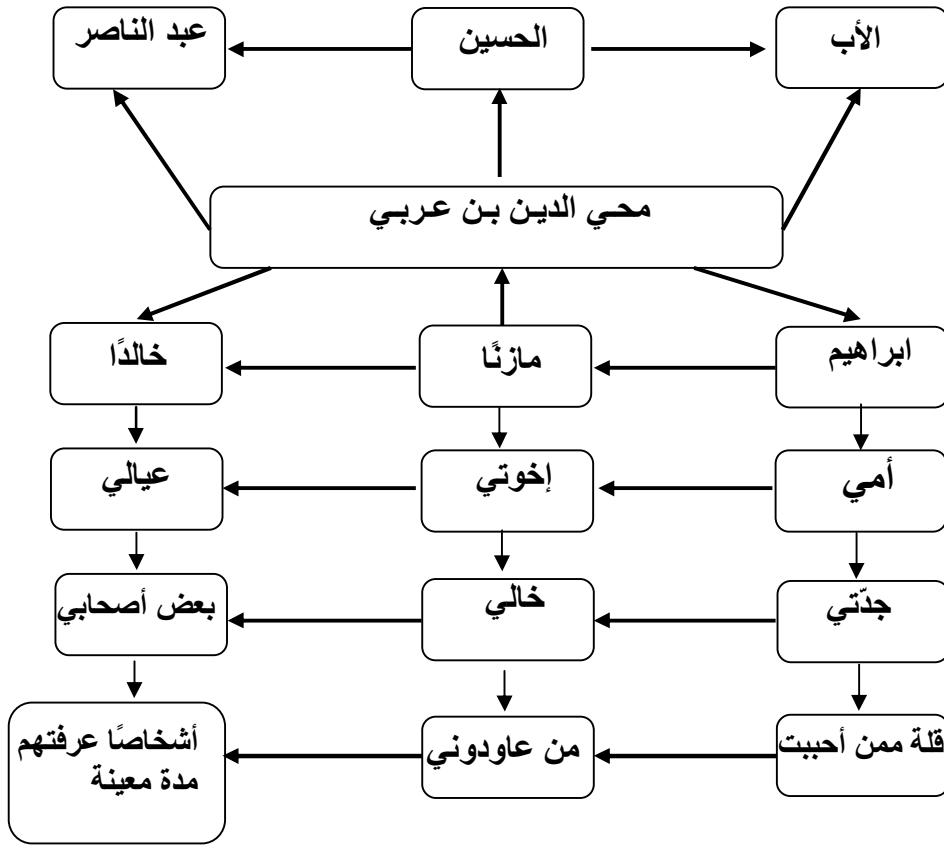 الأب
الحسين
عبد الناصر
محي الدين بن عربي
ابراهيم
مازنًا
خالدًا
أمي
إخوتي
عيالي
جدّتي
خالي
بعض أصحابي
قلة ممن أحببت
من عاودوني
أشخاصًا عرفتهم
مدة معينة